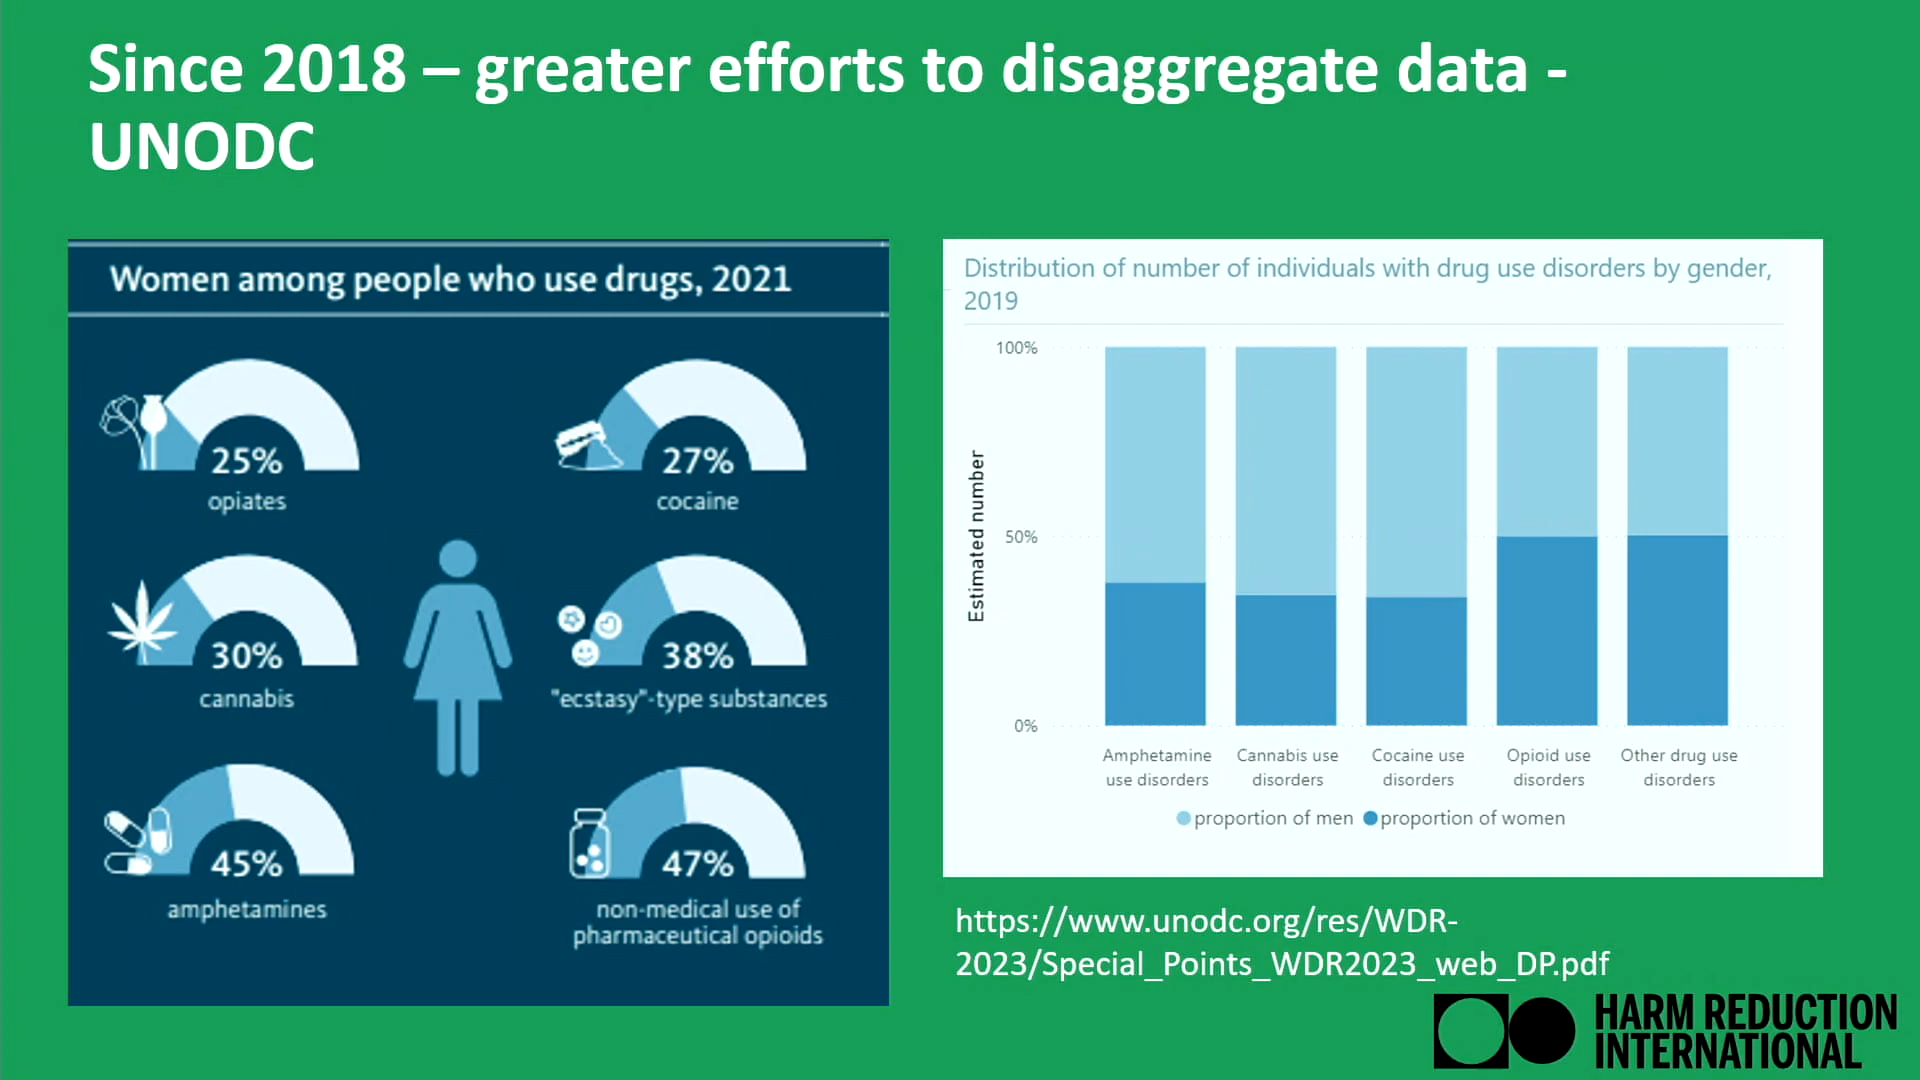 Since 2018 – greater efforts to disaggregate data -
UNODC
Women among people who use drugs, 2021
25%
opiates
27%
cocaine
30%
cannabis
38%
"ecstasy"-type substances
45%
amphetamines
47%
non-medical use of
pharmaceutical opioids
Distribution of number of individuals with drug use disorders by gender,
2019
Estimated number
100%
50%
0%
Amphetamine
use disorders
Cannabis use
disorders
Cocaine use
disorders
Opioid use
disorders
Other drug use
disorders
proportion of men proportion of women
https://www.unodc.org/res/WDR-
2023/Special_Points_WDR2023_web_DP.pdf
HARM REDUCTION
INTERNATIONAL